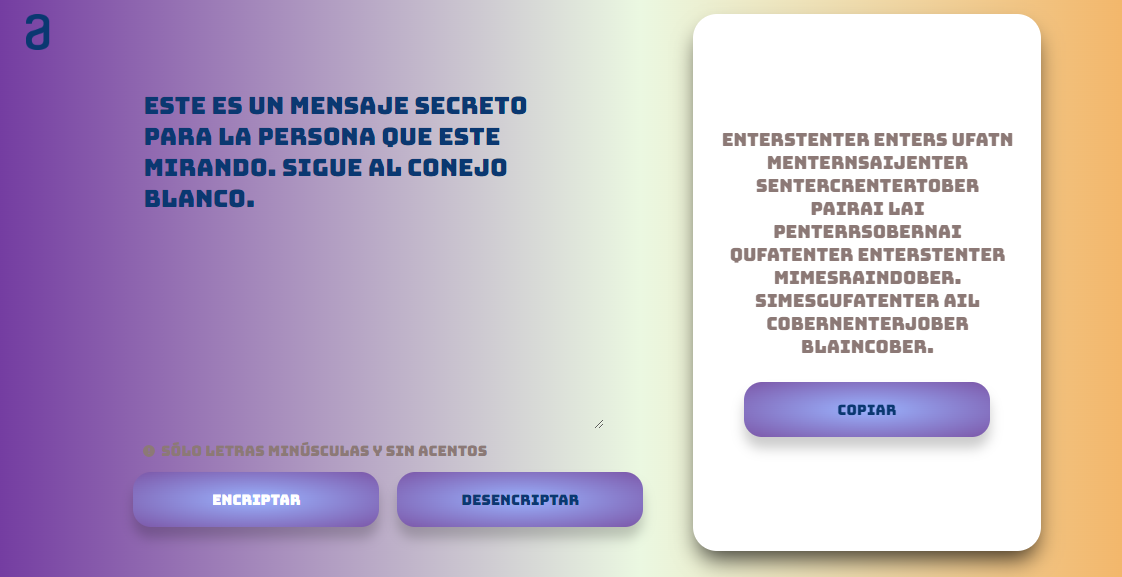 a
ESTE ES UN MENSAJE SECRETO
PARA LA PERSONA QUE ESTE
MIRANDO. SIGUE AL CONEJO
BLANCO.
SÓLO LETRAS MINÚSCULAS Y SIN ACENTOS
ENCRIPTAR
DESENCRIPTAR
ENTERSTENTER ENTERS UFATN
MENTERNSAIJENTER
SENTERCRENTERTOBER
PAIRAI LAI
PENTERRSOBERNAI
QUFATENTER ENTERSTENTER
MIMESRAINDOBER.
SIMESGUFATENTER AIL
COBERNENTERJOBER
BLAINCOBER.
COPIAR